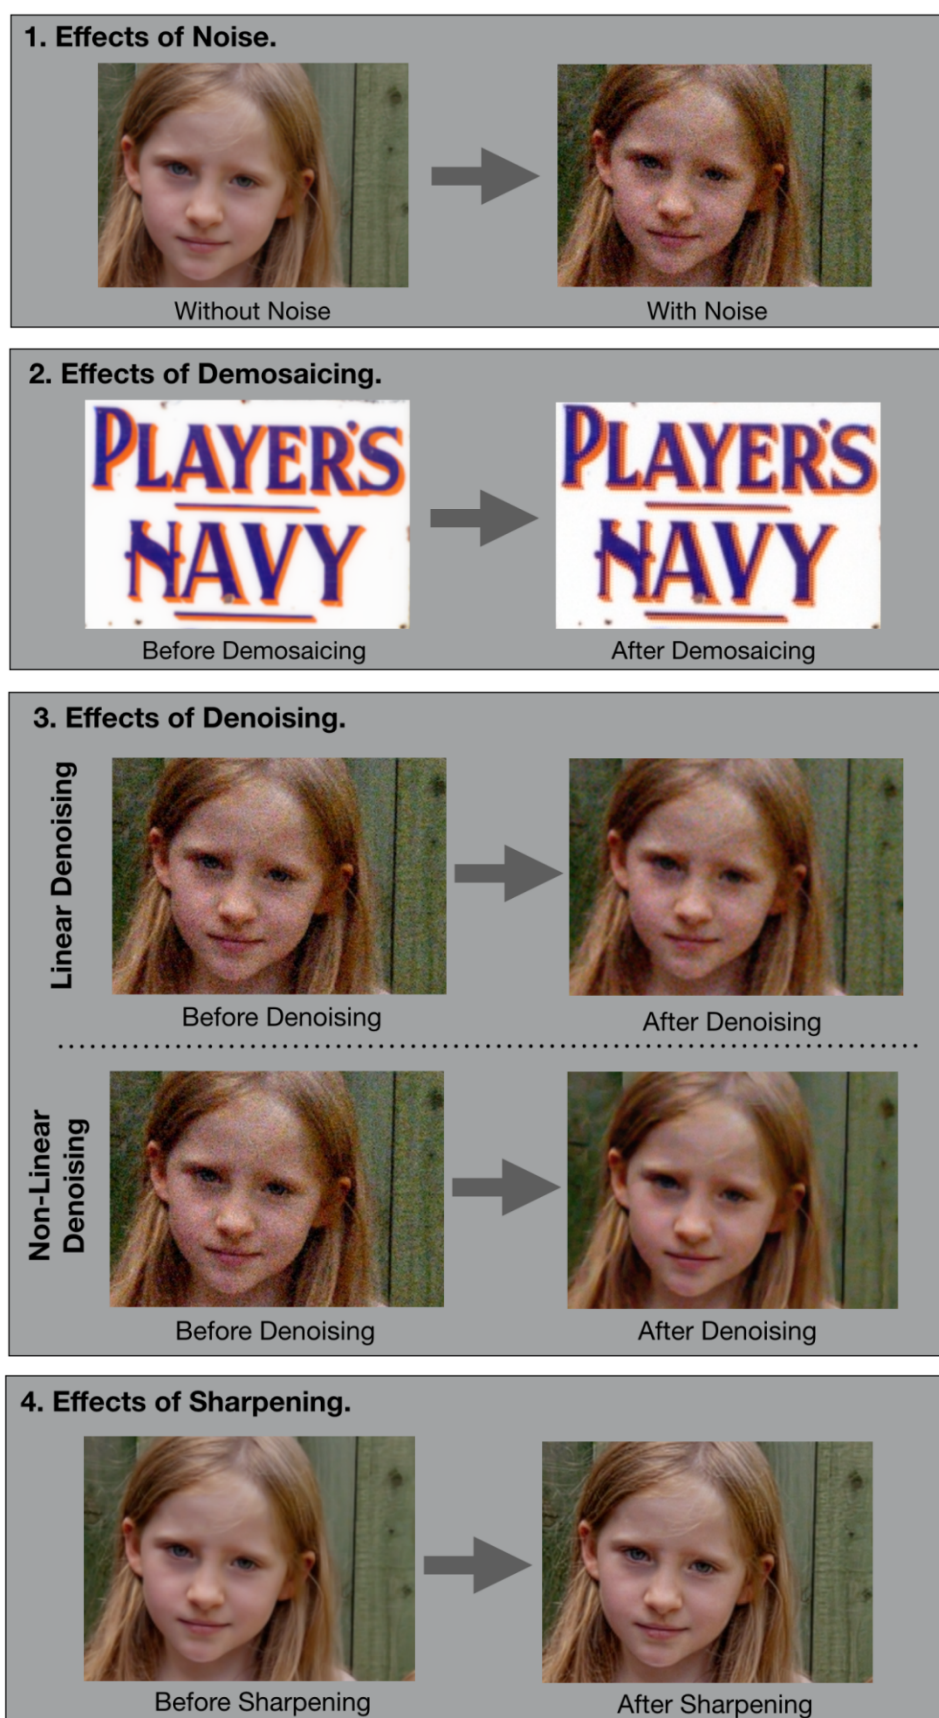 1. Effects of Noise.
Without Noise
With Noise
2. Effects of Demosaicing.
PLAYER'S
NAVY
PLAYER'S
NAVY
Before Demosaicing
After Demosaicing
3. Effects of Denoising.
Linear Denoising
Before Denoising
After Denoising
Non-Linear
Denoising
Before Denoising
After Denoising
4. Effects of Sharpening.
Before Sharpening
After Sharpening